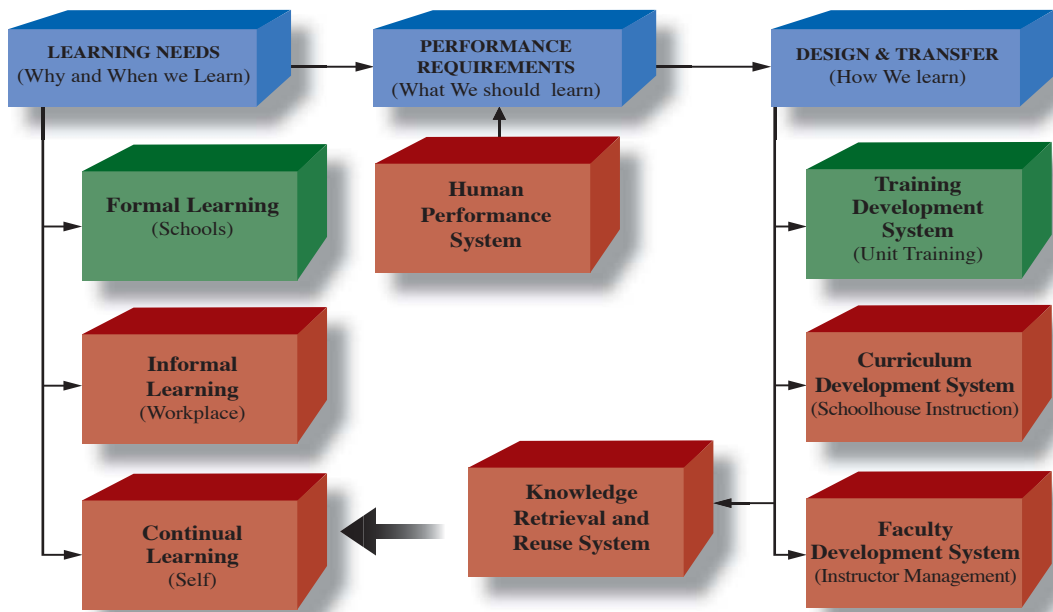 LEARNING NEEDS
(Why and When we Learn)
PERFORMANCE
REQUIREMENTS
(What We should learn)
DESIGN & TRANSFER
(How We learn)
Formal Learning
(Schools)
Human
Performance
System
Training
Development
System
(Unit Training)
Informal
Learning
(Workplace)
Curriculum
Development System
(Schoolhouse Instruction)
Continual
Learning
(Self)
Knowledge
Retrieval and
Reuse System
Faculty
Development System
(Instructor Management)